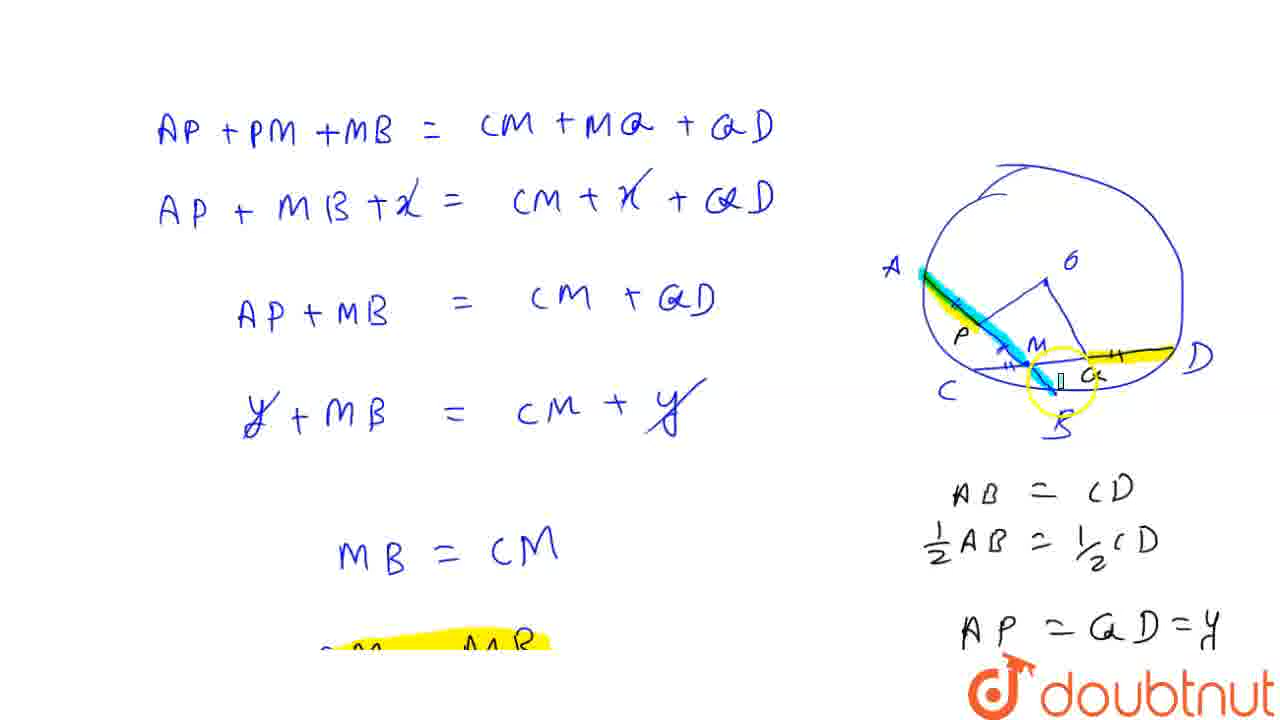 AP + PM + MB = CM + MQ + QD
AP + MB + x = CM + x + QD
AP + MB = CM + QD
y + MB = CM + y
MB = CM
MB
A
O
P
x
M
C
Q
D
B
AB = CD
1/2 AB = 1/2 CD
AP = QD = y
doubtnut